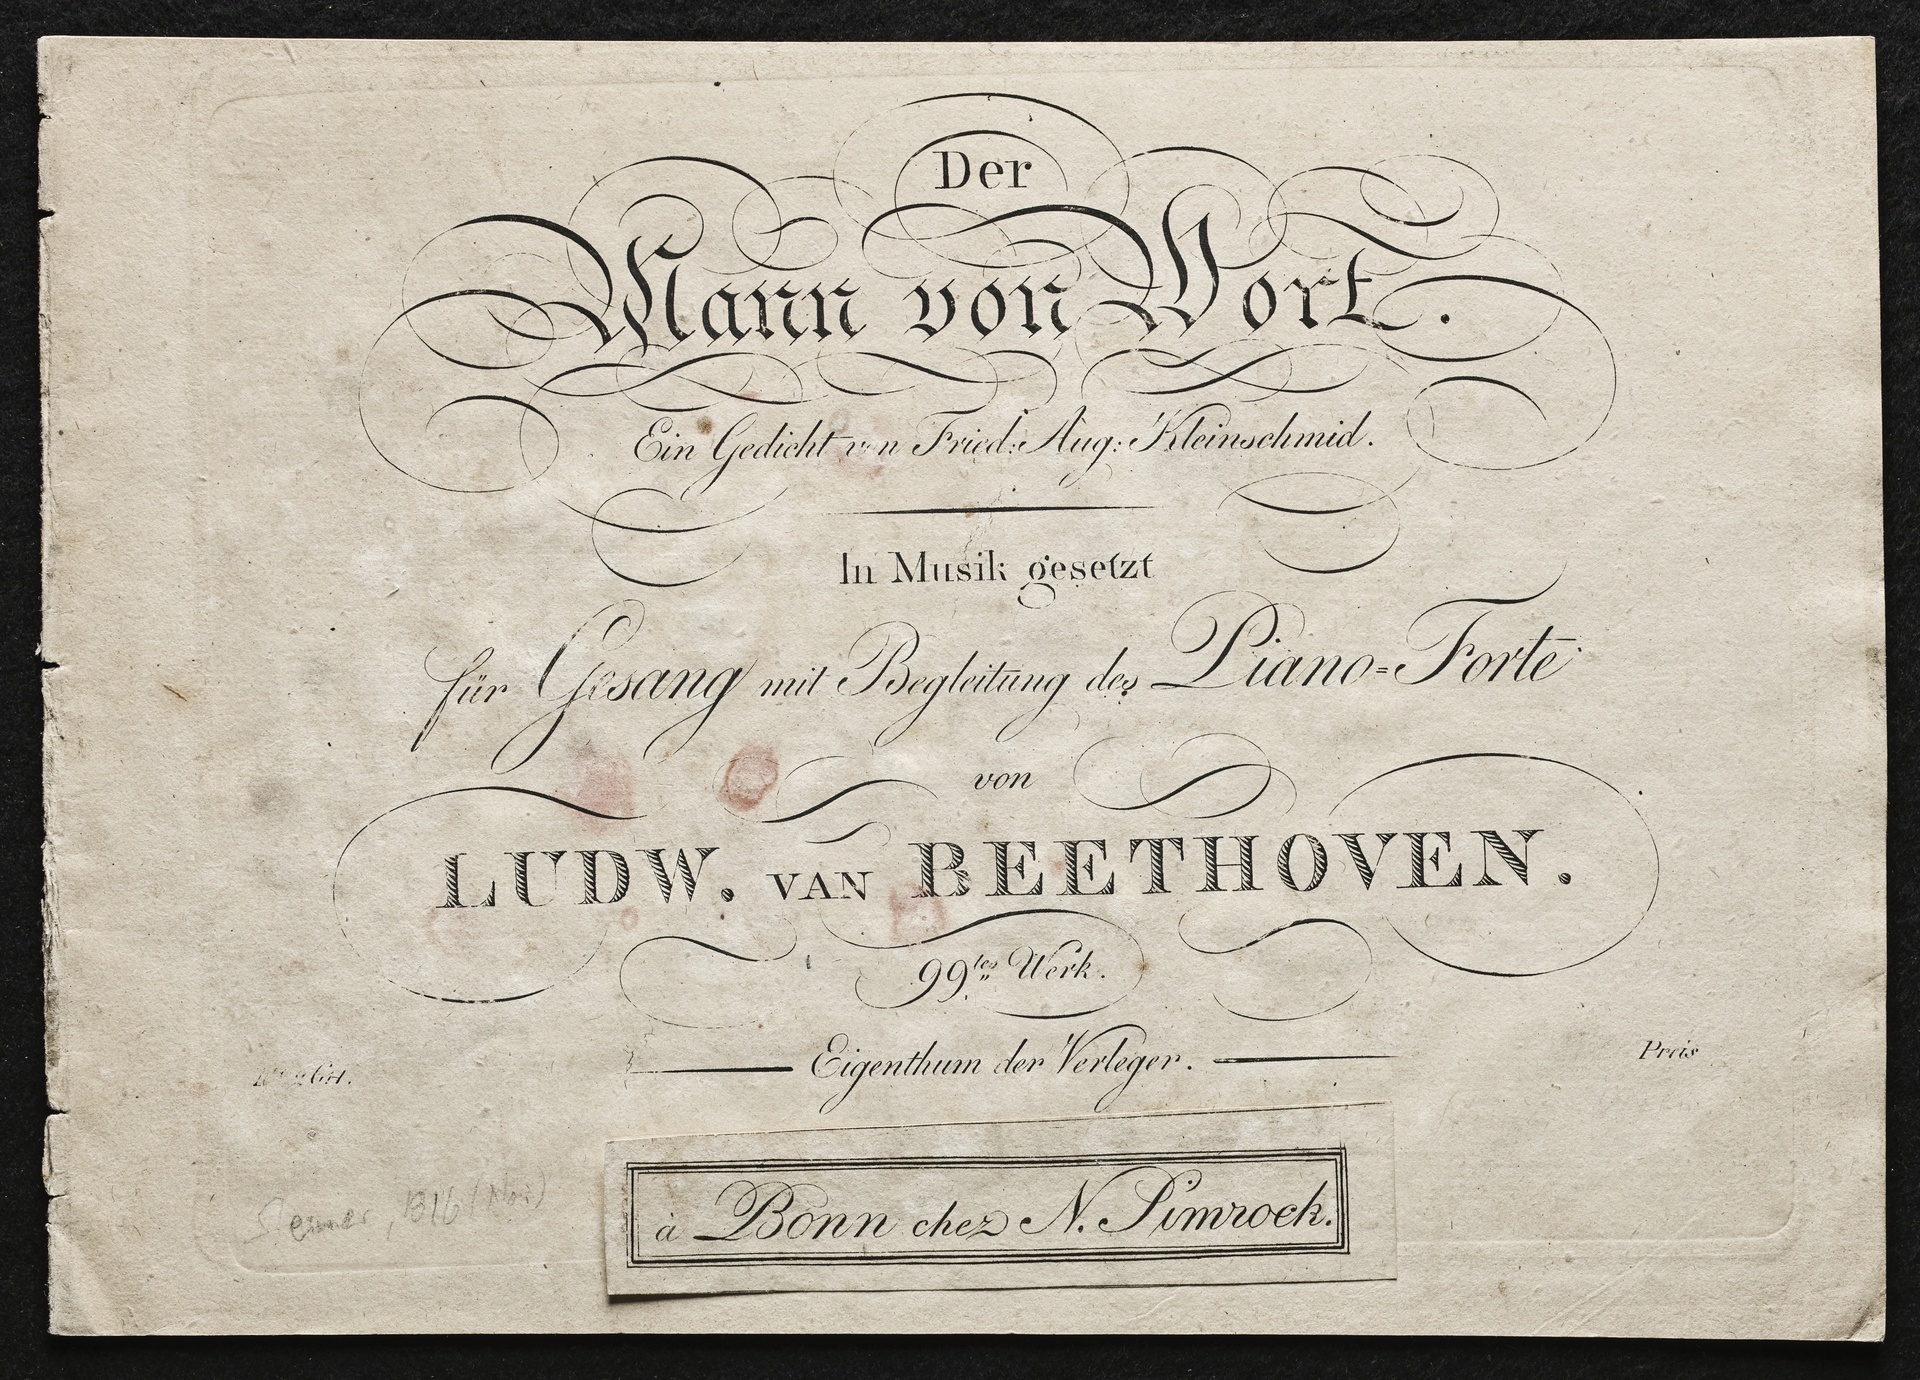 Der
Mann von Wort.
Ein Gedicht von Fried: Aug: Kleinschmid.
In Musik gesetzt
für Gesang mit Begleitung des Piano=Forte
von
LUDW. VAN BEETHOVEN.
99tes Werk.
Eigenthum der Verleger.
Preis
, 1816
à Bonn chez N. Simrock.